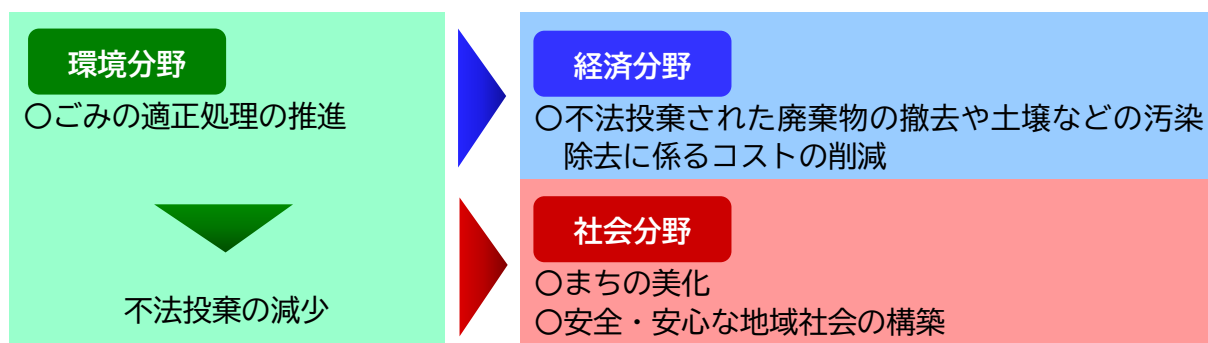 環境分野
〇ごみの適正処理の推進
不法投棄の減少
経済分野
〇不法投棄された廃棄物の撤去や土壌などの汚染
除去に係るコストの削減
社会分野
〇まちの美化
〇安全・安心な地域社会の構築